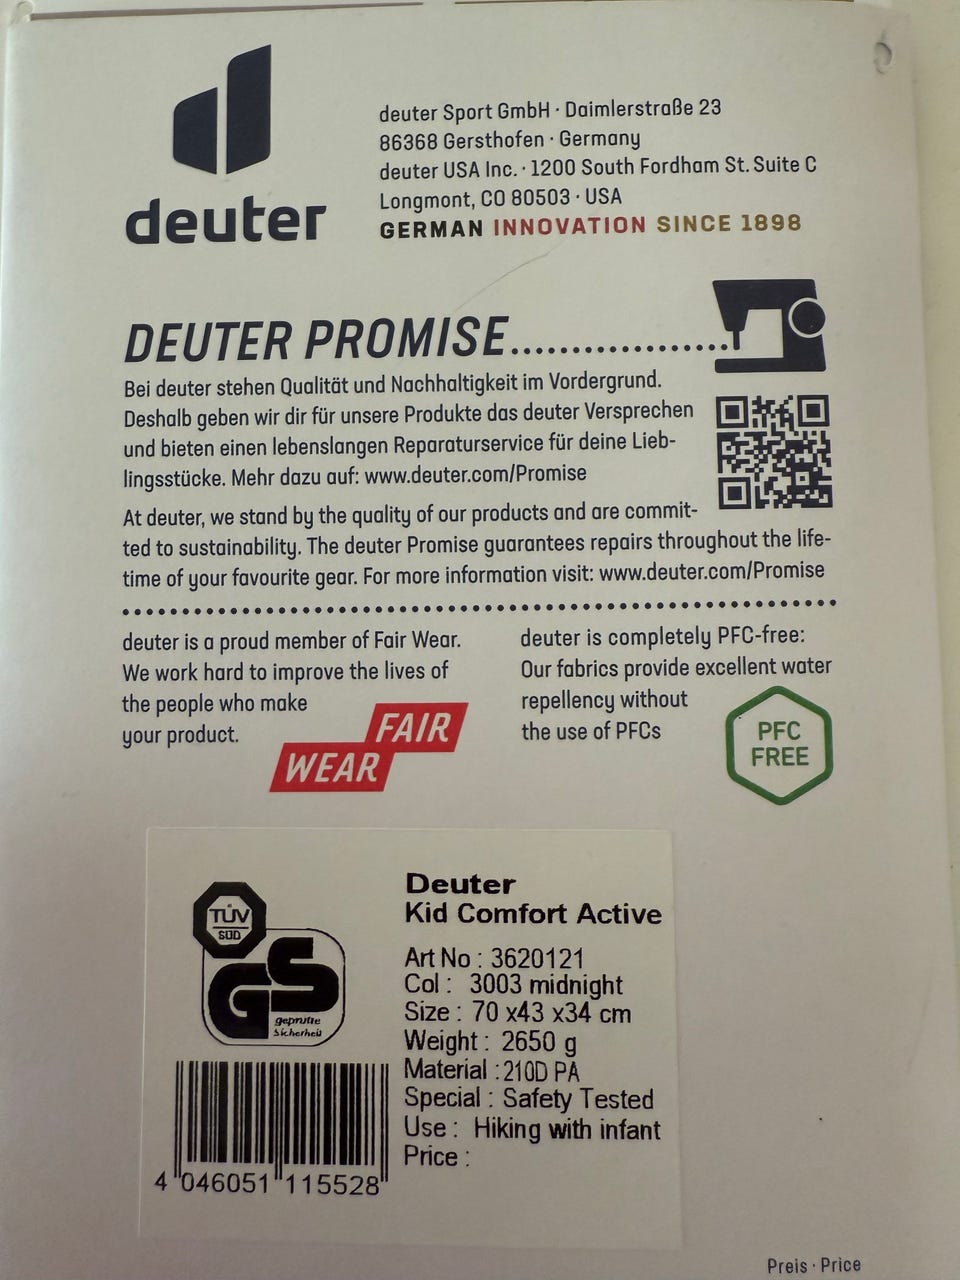 deuter
deuter Sport GmbH · Daimlerstraße 23
86368 Gersthofen · Germany
deuter USA Inc. · 1200 South Fordham St. Suite C
Longmont, CO 80503 · USA
GERMAN INNOVATION SINCE 1898
DEUTER PROMISE
Bei deuter stehen Qualität und Nachhaltigkeit im Vordergrund.
Deshalb geben wir dir für unsere Produkte das deuter Versprechen
und bieten einen lebenslangen Reparaturservice für deine Lieb-
lingsstücke. Mehr dazu auf: www.deuter.com/Promise
At deuter, we stand by the quality of our products and are commit-
ted to sustainability. The deuter Promise guarantees repairs throughout the life-
time of your favourite gear. For more information visit: www.deuter.com/Promise
deuter is a proud member of Fair Wear.
We work hard to improve the lives of
the people who make
your product.
FAIR
WEAR
deuter is completely PFC-free:
Our fabrics provide excellent water
repellency without
the use of PFCs
PFC
FREE
TÜV
SÜD
GS
geprüfte
Sicherheit
Deuter
Kid Comfort Active
Art No : 3620121
Col : 3003 midnight
Size : 70 x43 x34 cm
Weight : 2650 g
Material : 210D PA
Special : Safety Tested
Use : Hiking with infant
Price :
4 046051 115528
Preis · Price